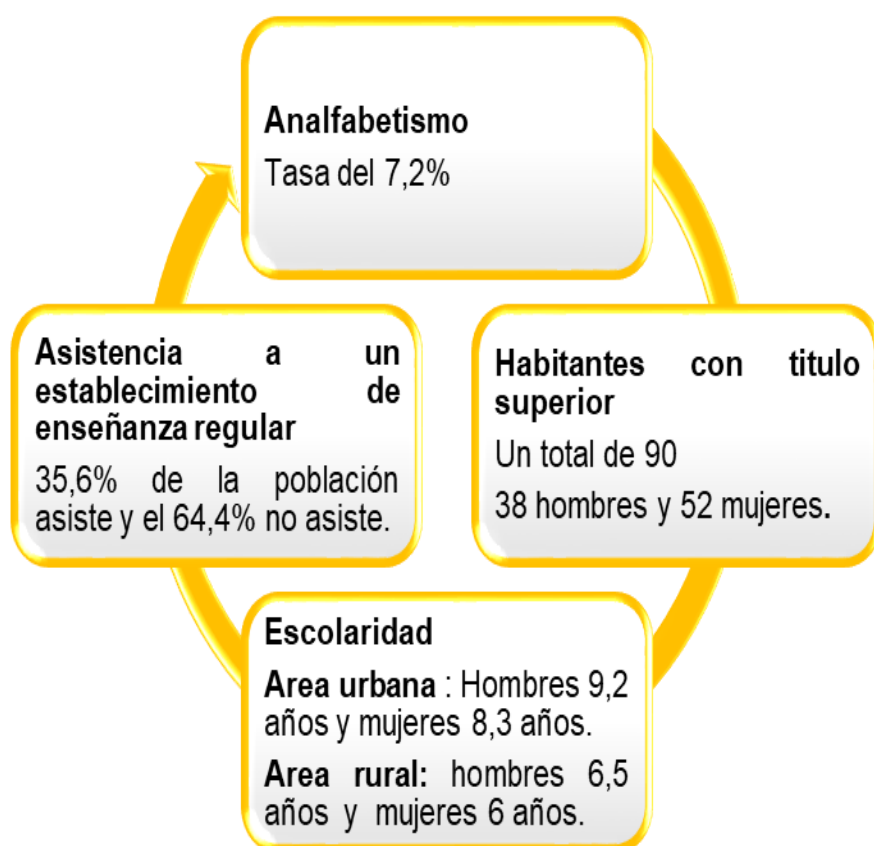 Analfabetismo
Tasa del 7,2%
Habitantes con titulo
superior
Un total de 90
38 hombres y 52 mujeres.
Escolaridad
Area urbana : Hombres 9,2
años y mujeres 8,3 años.
Area rural: hombres 6,5
años y mujeres 6 años.
Asistencia a un
establecimiento de
enseñanza regular
35,6% de la población
asiste y el 64,4% no asiste.